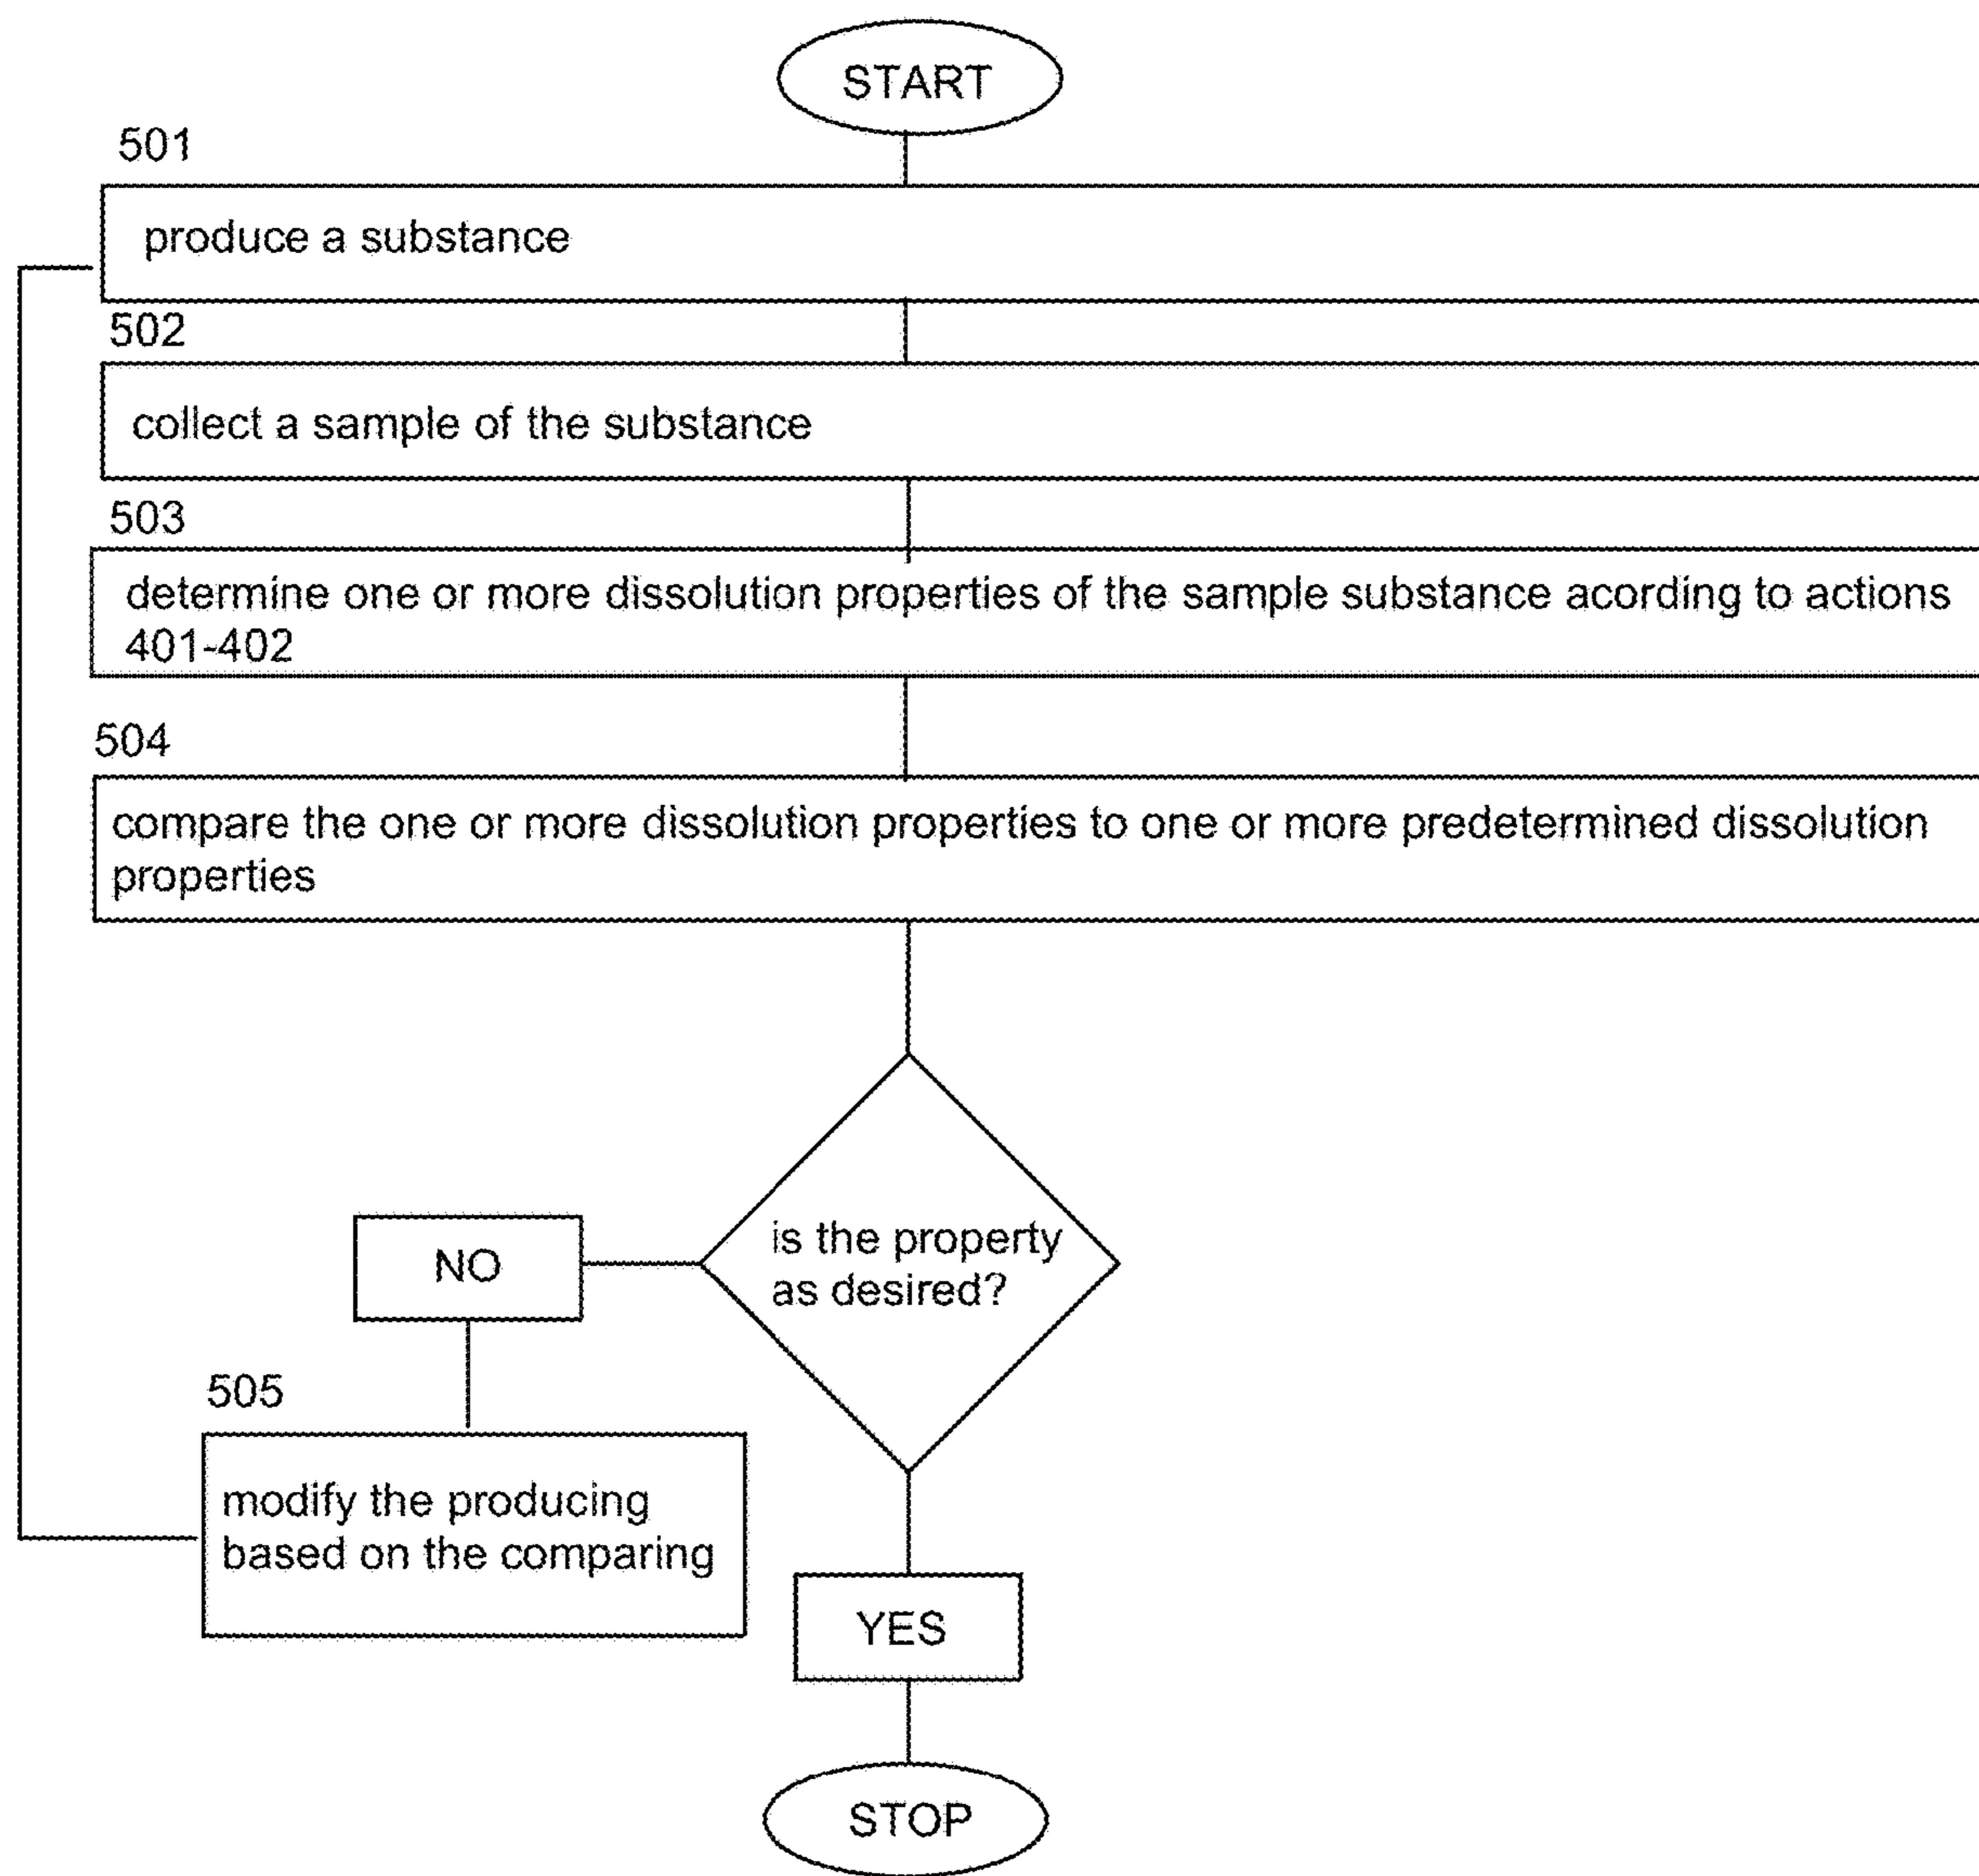 START
501
produce a substance
502
collect a sample of the substance
503
determine one or more dissolution properties of the sample substance acording to actions
401-402
504
compare the one or more dissolution properties to one or more predetermined dissolution
properties
is the property
as desired?
NO
505
modify the producing
based on the comparing
YES
STOP